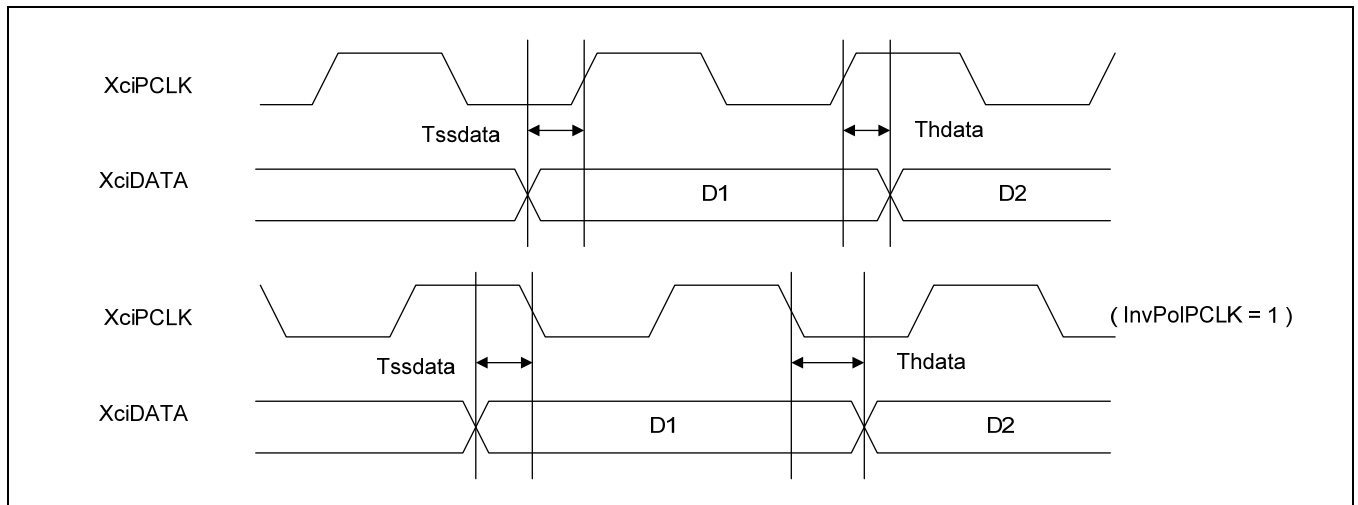 XciPCLK
Tssdata
Thdata
XciDATA
D1
D2
XciPCLK
( InvPolPCLK = 1 )
Tssdata
Thdata
XciDATA
D1
D2